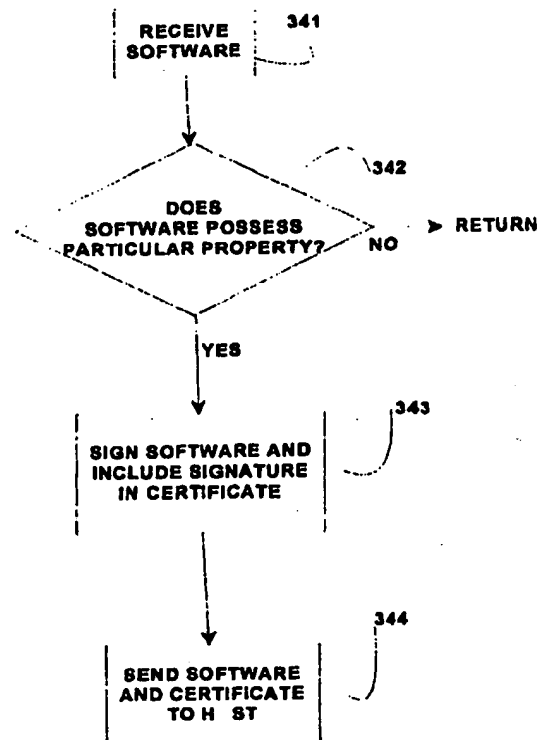 RECEIVE
SOFTWARE
341
342
DOES
SOFTWARE POSSESS
PARTICULAR PROPERTY?
NO
RETURN
YES
343
SIGN SOFTWARE AND
INCLUDE SIGNATURE
IN CERTIFICATE
344
SEND SOFTWARE
AND CERTIFICATE
TO H ST